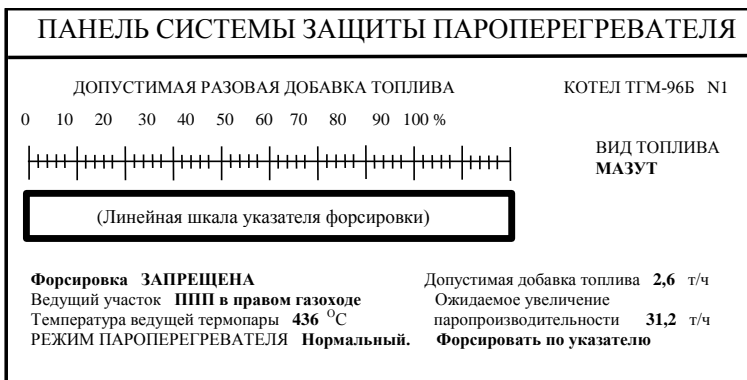 ПАНЕЛЬ СИСТЕМЫ ЗАЩИТЫ ПАРОПЕРЕГРЕВАТЕЛЯ
ДОПУСТИМАЯ РАЗОВАЯ ДОБАВКА ТОПЛИВА
КОТЕЛ ТГМ-96Б N1
0 10 20 30 40 50 60 70 80 90 100 %
ВИД ТОПЛИВА
МАЗУТ
(Линейная шкала указателя форсировки)
Форсировка ЗАПРЕЩЕНА
Ведущий участок ППП в правом газоходе
Температура ведущей термопары 436 °С
РЕЖИМ ПАРОПЕРЕГРЕВАТЕЛЯ Нормальный.
Допустимая добавка топлива 2,6 т/ч
Ожидаемое увеличение
паропроизводительности 31,2 т/ч
Форсировать по указателю